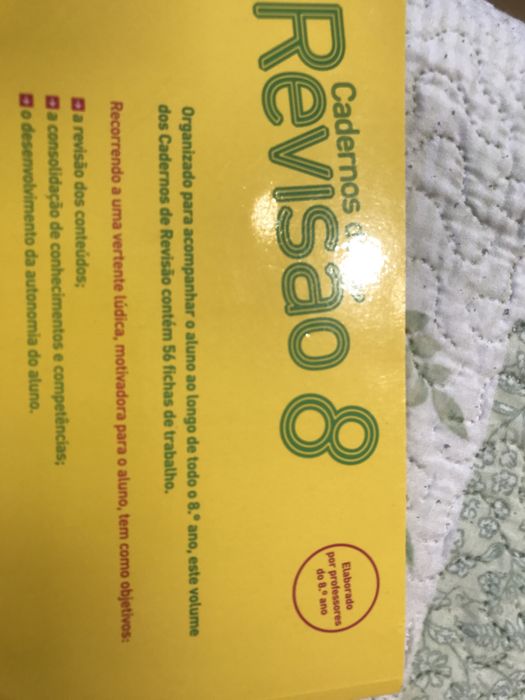 Cadernos
Revisão 8
Elaborado
por professores
do 8.º ano
Organizado para acompanhar o aluno ao longo de todo o 8.º ano, este volume
dos Cadernos de Revisão contém 56 fichas de trabalho.
Recorrendo a uma vertente lúdica, motivadora para o aluno, tem como objetivos:
a revisão dos conteúdos;
a consolidação de conhecimentos e competências;
o desenvolvimento da autonomia do aluno.